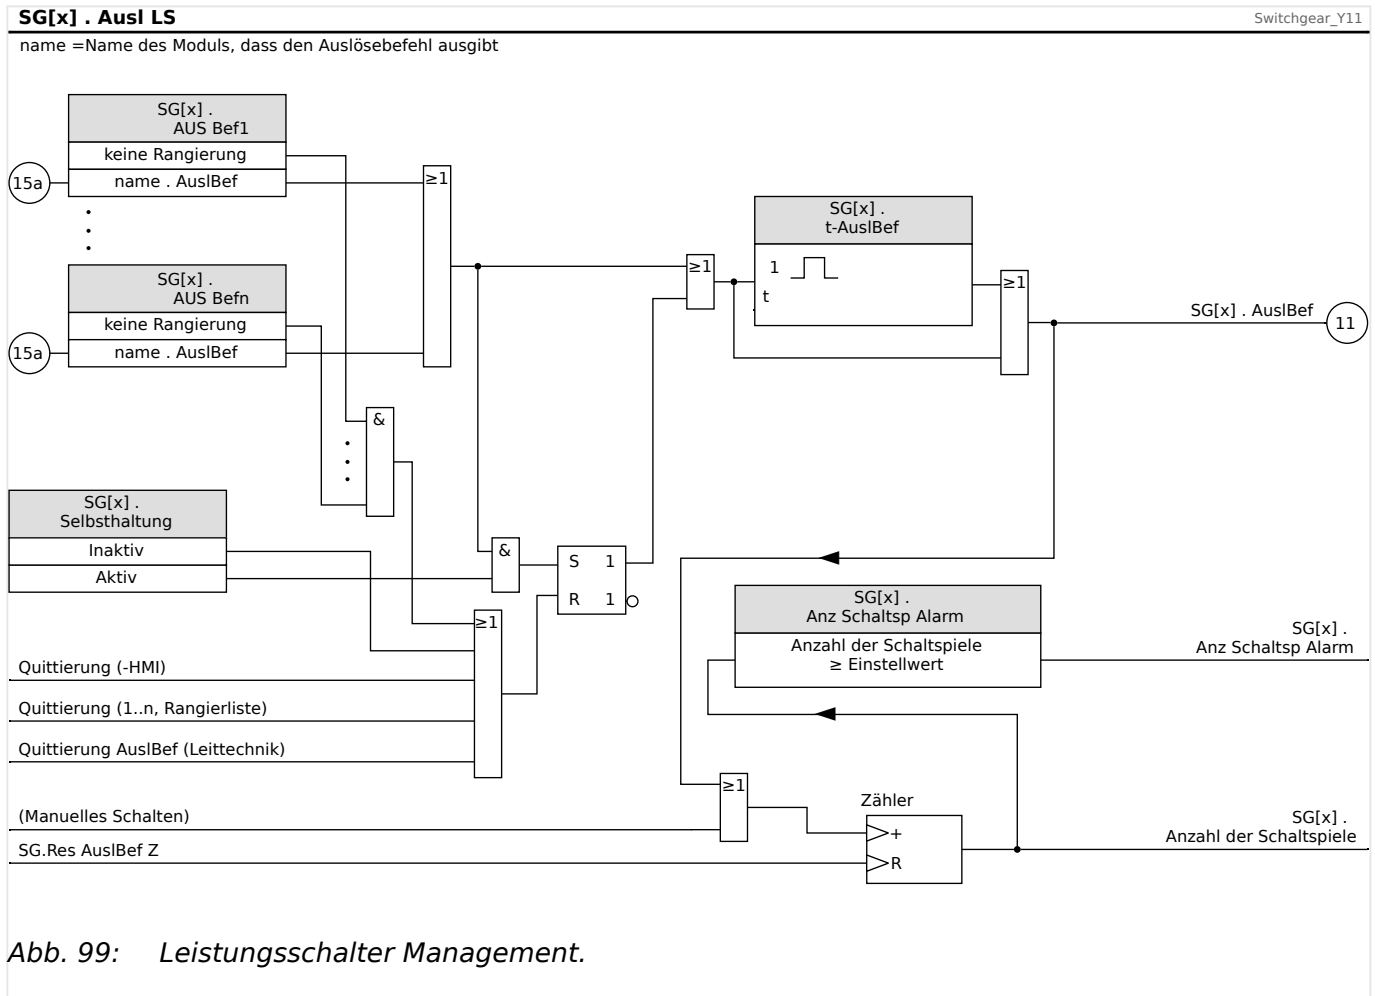 SG[x] . Ausl LS
Switchgear_Y11
name =Name des Moduls, dass den Auslösebefehl ausgibt
SG[x] .
AUS Bef1
keine Rangierung
15a
name . AuslBef
≥1
SG[x] .
t-AuslBef
1
t
≥1
≥1
SG[x] . AuslBef
11
SG[x] .
AUS Befn
keine Rangierung
15a
name . AuslBef
&
SG[x] .
Selbsthaltung
Inaktiv
Aktiv
&
S 1
R 1
≥1
SG[x] .
Anz Schaltsp Alarm
Anzahl der Schaltspiele
≥ Einstellwert
SG[x] .
Anz Schaltsp Alarm
Quittierung (-HMI)
Quittierung (1..n, Rangierliste)
Quittierung AuslBef (Leittechnik)
≥1
Zähler
(Manuelles Schalten)
+
SG[x] .
Anzahl der Schaltspiele
SG.Res AuslBef Z
R
Abb. 99: Leistungsschalter Management.